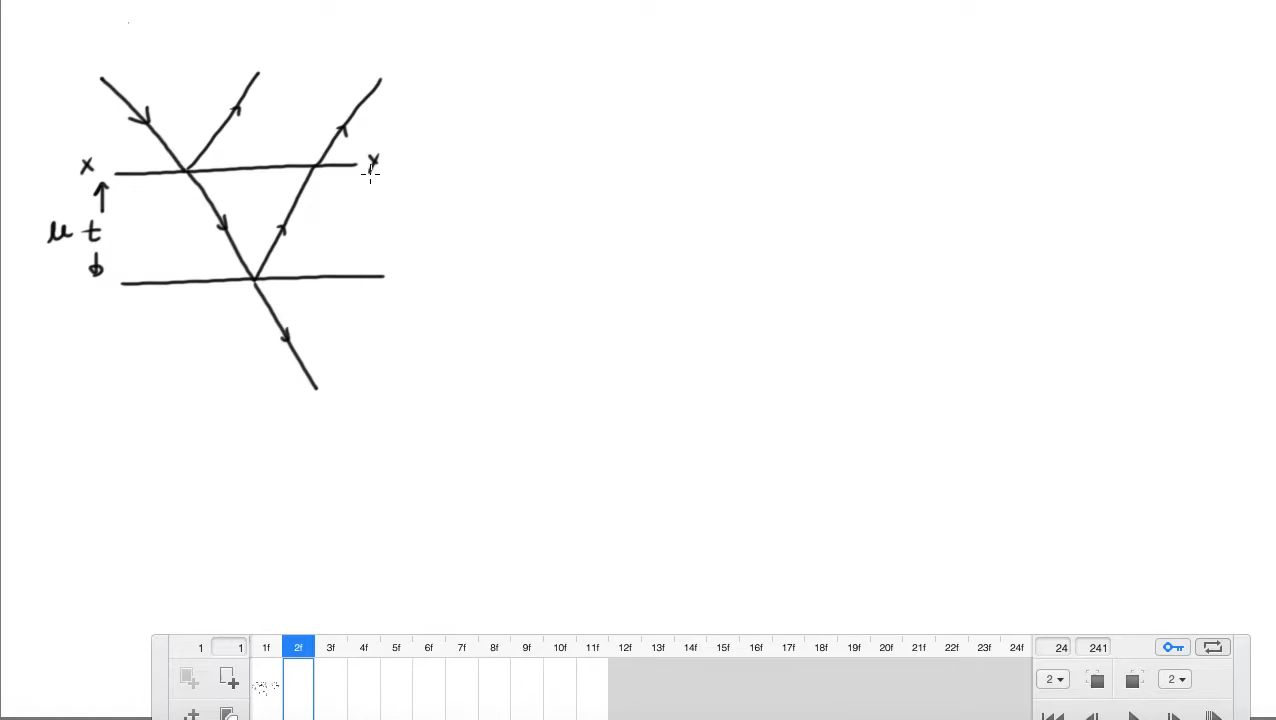 x x
μ t
1 1 1f 2f 3f 4f 5f 6f 7f 8f 9f 10f 11f 12f 13f 14f 15f 16f 17f 18f 19f 20f 21f 22f 23f 24f 24 241
2 2